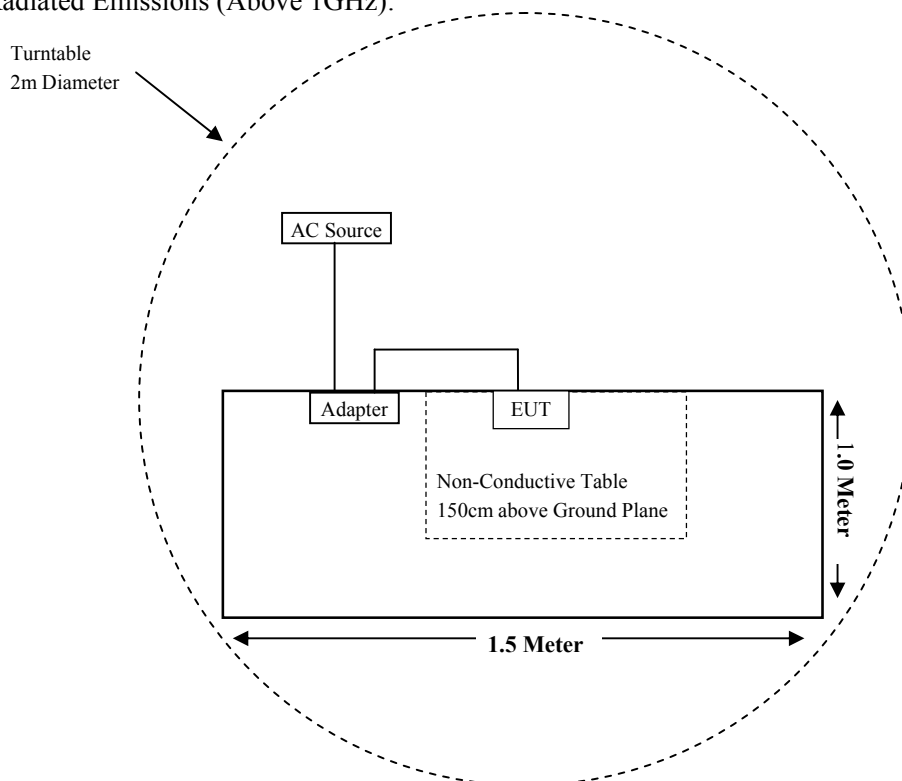 Radiated Emissions (Above 1GHz):
Turntable
2m Diameter
AC Source
Adapter
EUT
Non-Conductive Table
150cm above Ground Plane
1.0 Meter
1.5 Meter